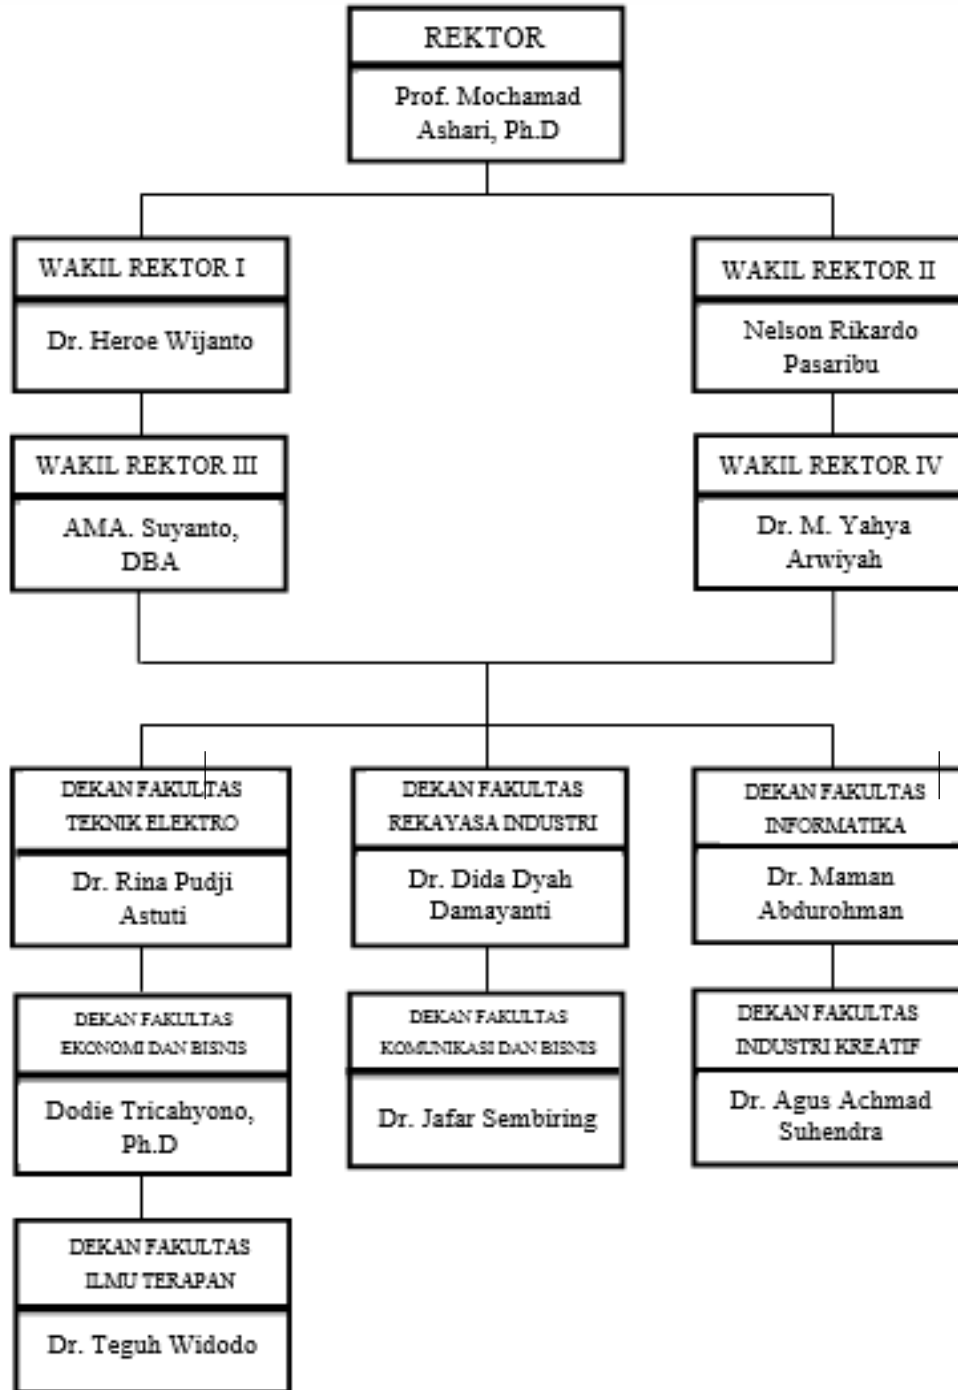 REKTOR
Prof. Mochamad
Ashari, Ph.D
WAKIL REKTOR I
Dr. Heroe Wijanto
WAKIL REKTOR II
Nelson Rikardo
Pasaribu
WAKIL REKTOR III
AMA. Suyanto,
DBA
WAKIL REKTOR IV
Dr. M. Yahya
Arwiyah
DEKAN FAKULTAS
TEKNIK ELEKTRO
Dr. Rina Pudji
Astuti
DEKAN FAKULTAS
REKAYASA INDUSTRI
Dr. Dida Dyah
Damayanti
DEKAN FAKULTAS
INFORMATIKA
Dr. Maman
Abdurohman
DEKAN FAKULTAS
EKONOMI DAN BISNIS
Dodie Tricahyono,
Ph.D
DEKAN FAKULTAS
KOMUNIKASI DAN BISNIS
Dr. Jafar Sembiring
DEKAN FAKULTAS
INDUSTRI KREATIF
Dr. Agus Achmad
Suhendra
DEKAN FAKULTAS
ILMU TERAPAN
Dr. Teguh Widodo